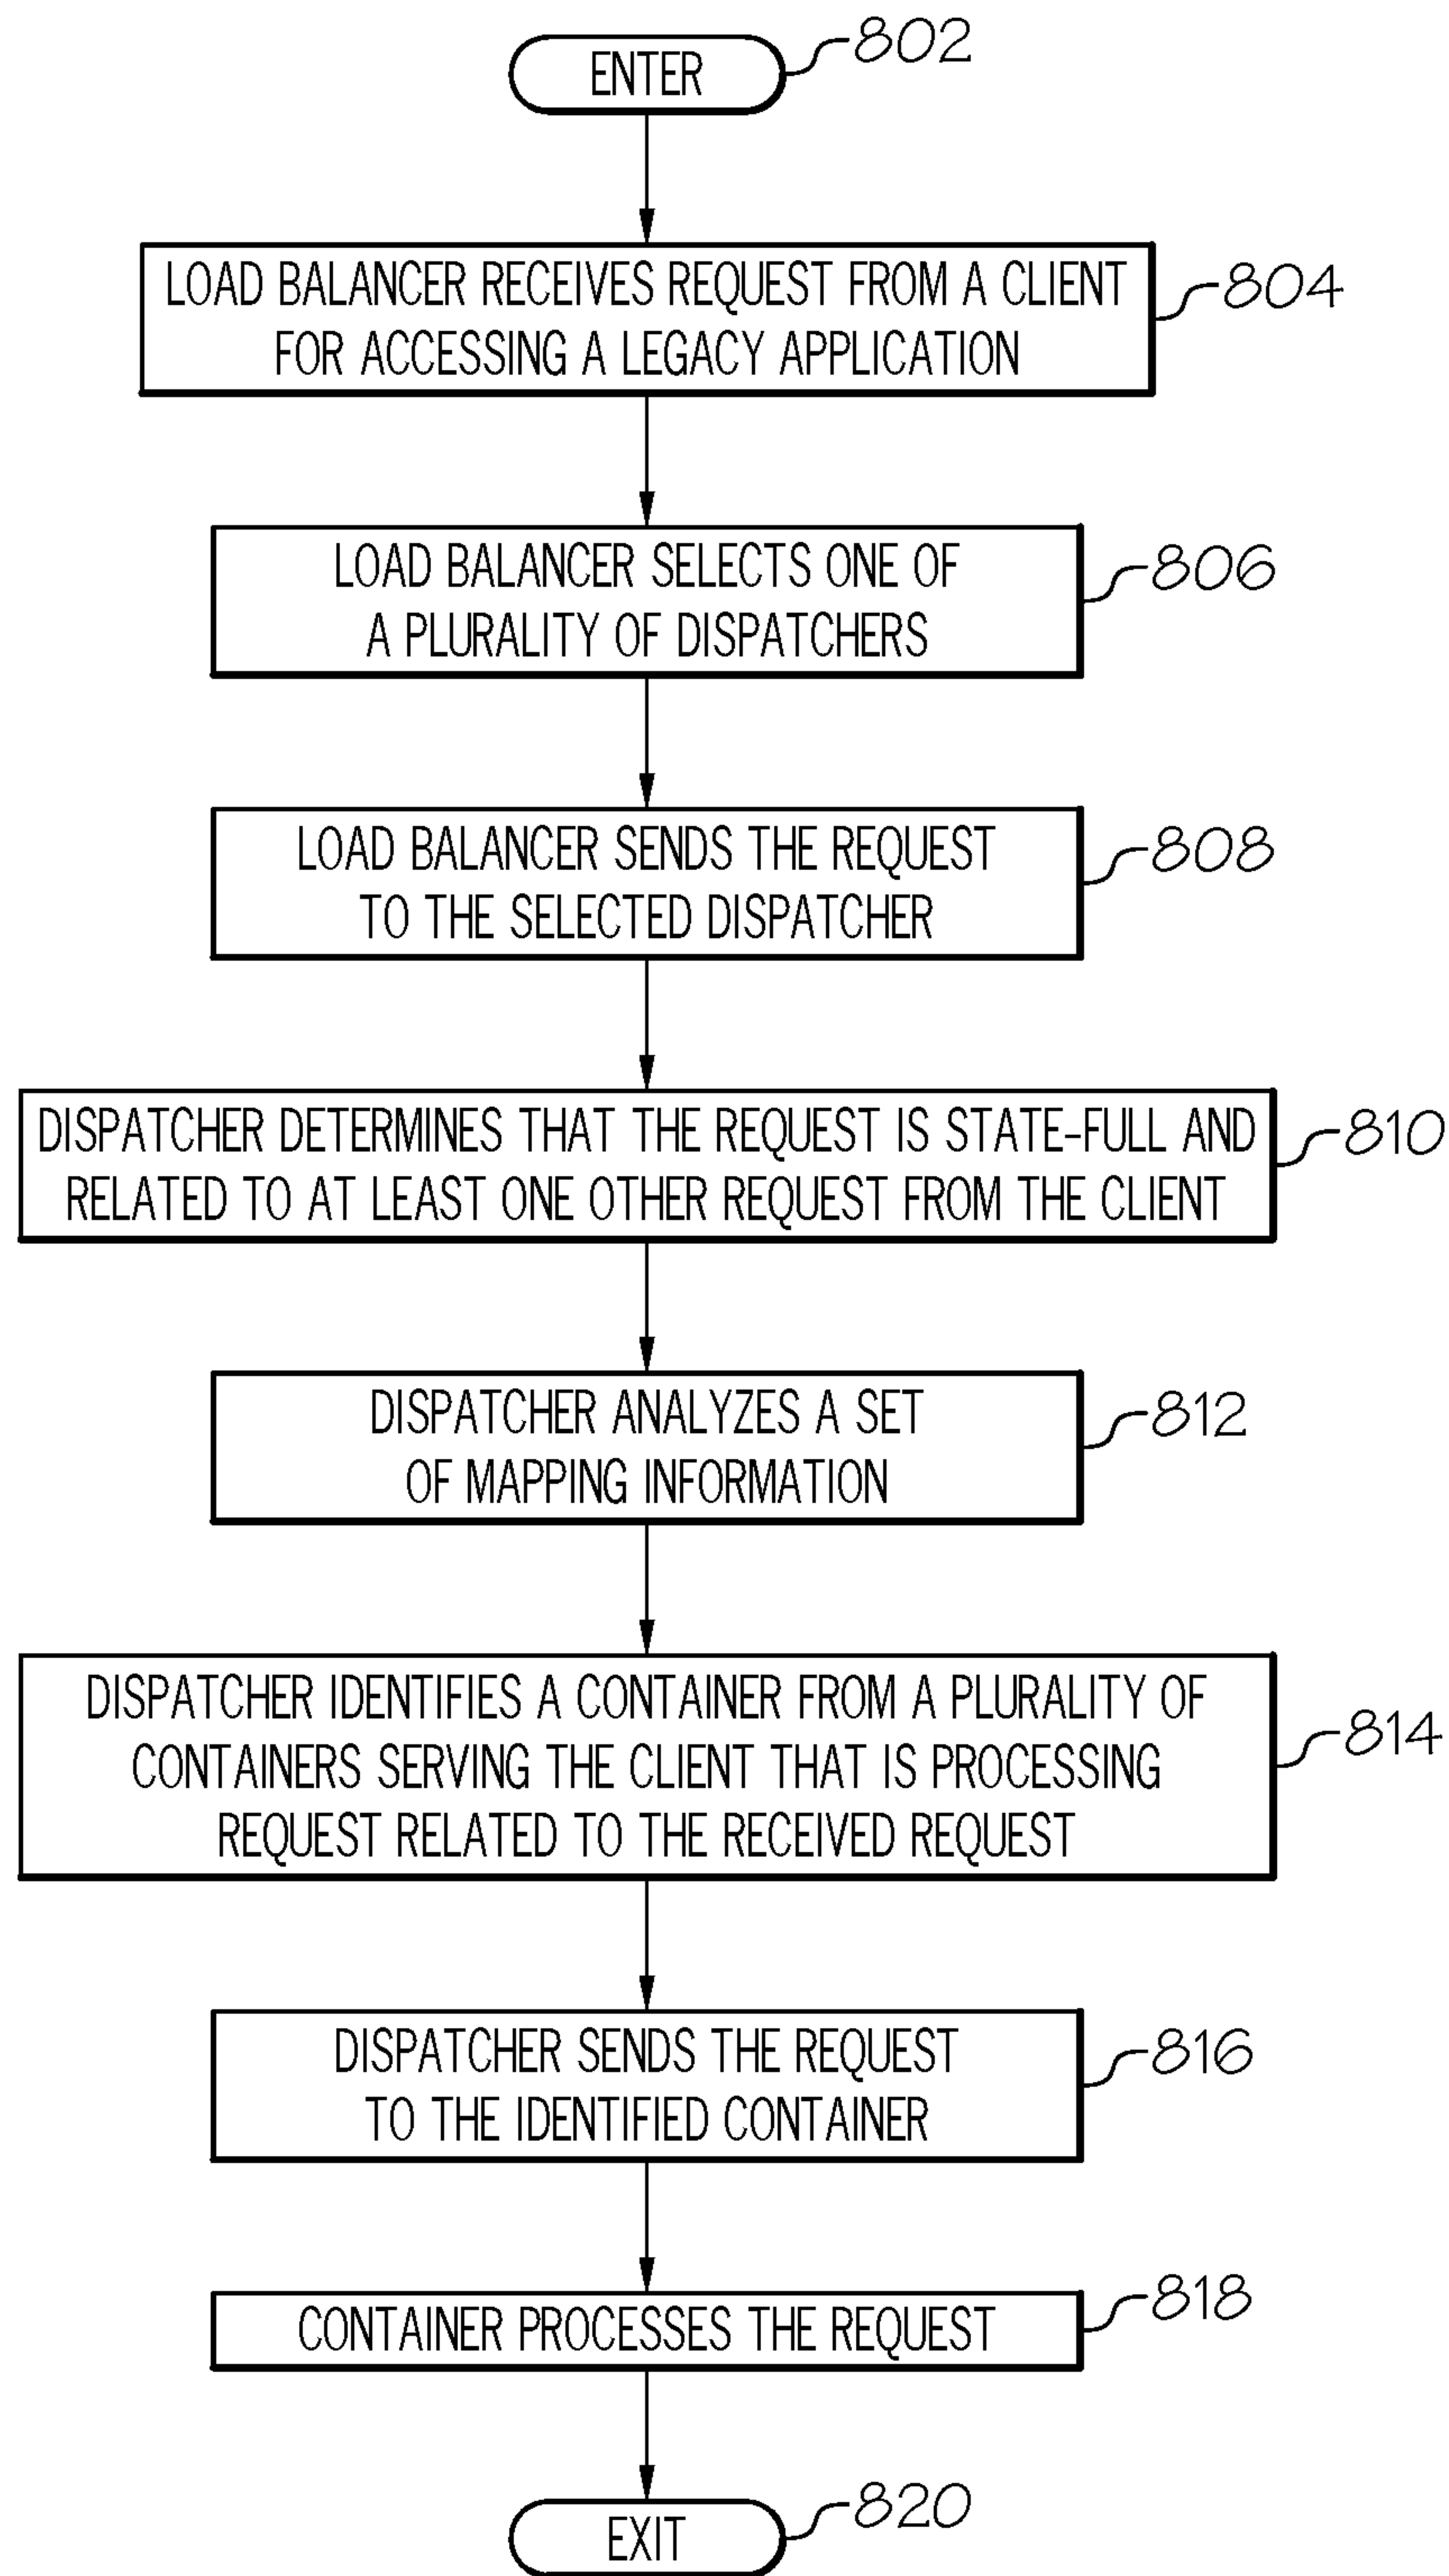 ENTER
802
LOAD BALANCER RECEIVES REQUEST FROM A CLIENT
FOR ACCESSING A LEGACY APPLICATION
804
LOAD BALANCER SELECTS ONE OF
A PLURALITY OF DISPATCHERS
806
LOAD BALANCER SENDS THE REQUEST
TO THE SELECTED DISPATCHER
808
DISPATCHER DETERMINES THAT THE REQUEST IS STATE-FULL AND
RELATED TO AT LEAST ONE OTHER REQUEST FROM THE CLIENT
810
DISPATCHER ANALYZES A SET
OF MAPPING INFORMATION
812
DISPATCHER IDENTIFIES A CONTAINER FROM A PLURALITY OF
CONTAINERS SERVING THE CLIENT THAT IS PROCESSING
REQUEST RELATED TO THE RECEIVED REQUEST
814
DISPATCHER SENDS THE REQUEST
TO THE IDENTIFIED CONTAINER
816
CONTAINER PROCESSES THE REQUEST
818
EXIT
820